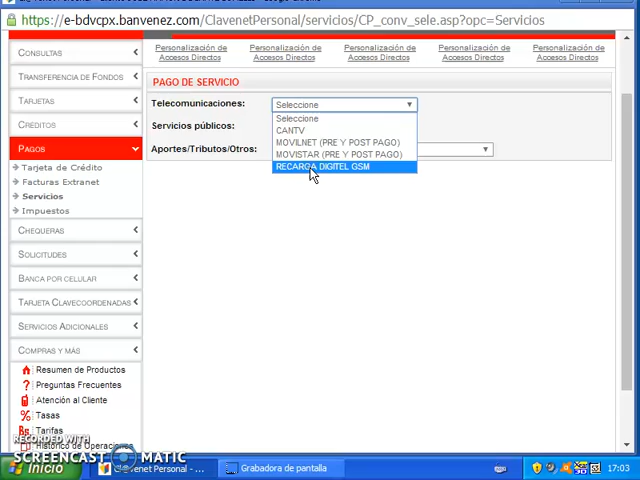 https://e-bdvcpx.banvenez.com/ClavenetPersonal/servicios/CP_conv_sele.asp?opc=Servicios
CONSULTAS
TRANSFERENCIA DE FONDOS
TARJETAS
CREDITOS
PAGOS
Tarjeta de Crédito
Facturas Extranet
Servicios
Impuestos
CHEQUERAS
SOLICITUDES
BANCA POR CELULAR
TARJETA CLAVECOORDENADAS
SERVICIOS ADICIONALES
COMPRAS Y MÁS
Resumen de Productos
Preguntas Frecuentes
Atención al Cliente
Tasas
Tarifas
Histórico de Operaciones
Personalización de Accesos Directos
Personalización de Accesos Directos
Personalización de Accesos Directos
Personalización de Accesos Directos
Personalización de Accesos Directos
PAGO DE SERVICIO
Telecomunicaciones:
Seleccione
Seleccione
CANTV
MOVILNET (PRE Y POST PAGO)
MOVISTAR (PRE Y POST PAGO)
RECARGA DIGITEL GSM
Servicios públicos:
Aportes/Tributos/Otros:
RECORDED WITH
SCREENCAST MATIC
Inicio
Clavenet Personal - ...
Grabadora de pantalla
17:03